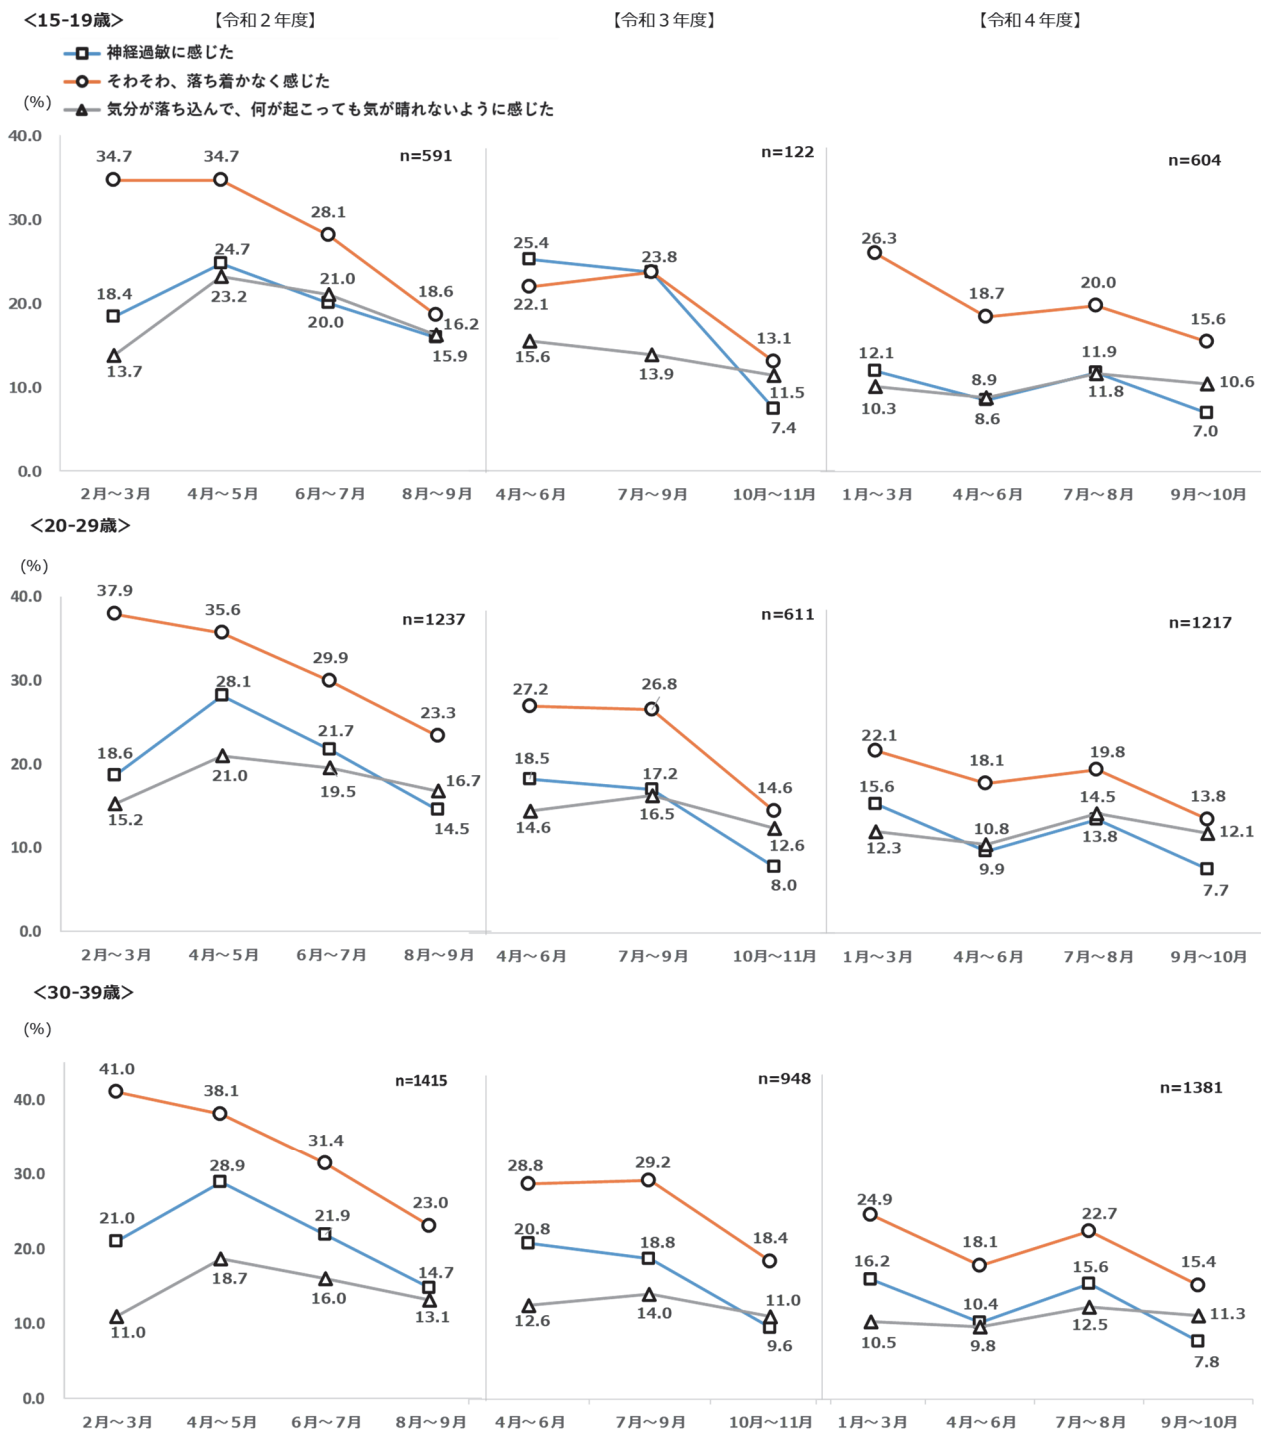 ＜15-19歳＞ 【令和２年度】 【令和３年度】 【令和４年度】
神経過敏に感じた
そわそわ、落ち着かなく感じた
気分が落ち込んで、何が起こっても気が晴れないように感じた
(%)
40.0
30.0
20.0
10.0
0.0
n=591 n=122 n=604
34.7 34.7 28.1 18.6
18.4 24.7 20.0 15.9
13.7 23.2 21.0 16.2
25.4 23.8 7.4
22.1 13.1
15.6 13.9 11.5
26.3 18.7 20.0 15.6
12.1 8.6 11.9 7.0
10.3 8.9 11.8 10.6
2月～3月 4月～5月 6月～7月 8月～9月 4月～6月 7月～9月 10月～11月 1月～3月 4月～6月 7月～8月 9月～10月
＜20-29歳＞
(%)
40.0
30.0
20.0
10.0
0.0
n=1237 n=611 n=1217
37.9 35.6 29.9 23.3
18.6 28.1 21.7 14.5
15.2 21.0 19.5 16.7
27.2 26.8 14.6
18.5 17.2 8.0
14.6 16.5 12.6
22.1 18.1 19.8 13.8
15.6 9.9 13.8 7.7
12.3 10.8 14.5 12.1
2月～3月 4月～5月 6月～7月 8月～9月 4月～6月 7月～9月 10月～11月 1月～3月 4月～6月 7月～8月 9月～10月
＜30-39歳＞
(%)
40.0
30.0
20.0
10.0
0.0
n=1415 n=948 n=1381
41.0 38.1 31.4 23.0
21.0 28.9 21.9 14.7
11.0 18.7 16.0 13.1
28.8 29.2 18.4
20.8 18.8 9.6
12.6 14.0 11.0
24.9 18.1 22.7 15.4
16.2 10.4 15.6 7.8
10.5 9.8 12.5 11.3
2月～3月 4月～5月 6月～7月 8月～9月 4月～6月 7月～9月 10月～11月 1月～3月 4月～6月 7月～8月 9月～10月